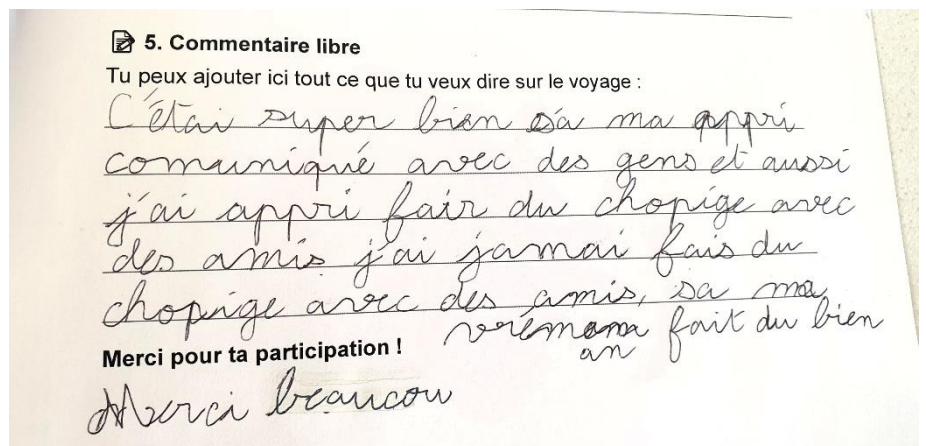 5. Commentaire libre
Tu peux ajouter ici tout ce que tu veux dire sur le voyage :
C'étai super bien sa ma appri
comuniqué avec des gens et aussi
j'ai appri fair du chopige avec
des amis j'ai jamai fais du
chopige avec des amis, sa ma
vrémena fait du bien
an
Merci pour ta participation !
Merci beaucou